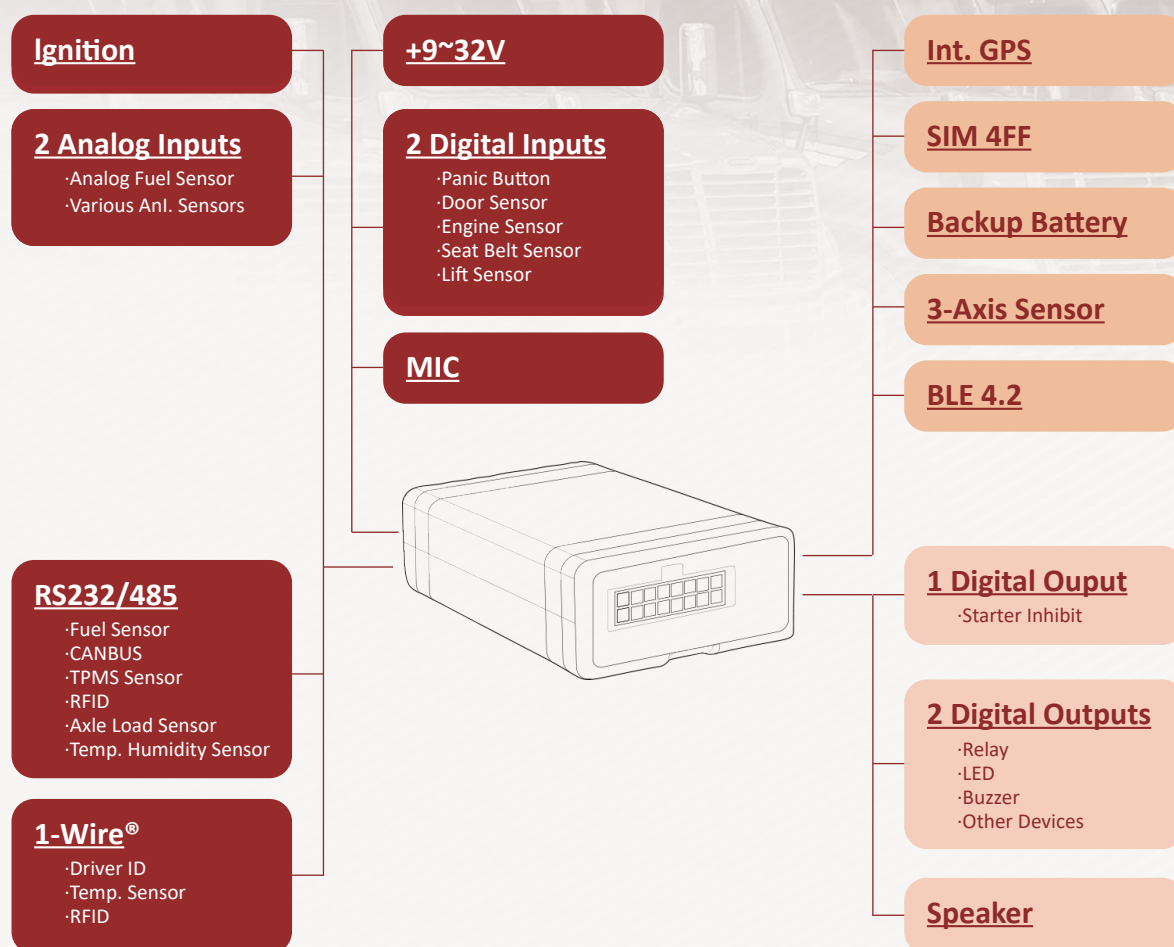 Ignition
2 Analog Inputs
·Analog Fuel Sensor
·Various Anl. Sensors
+9~32V
2 Digital Inputs
·Panic Button
·Door Sensor
·Engine Sensor
·Seat Belt Sensor
·Lift Sensor
MIC
RS232/485
·Fuel Sensor
·CANBUS
·TPMS Sensor
·RFID
·Axle Load Sensor
·Temp. Humidity Sensor
1-Wire®
·Driver ID
·Temp. Sensor
·RFID
Int. GPS
SIM 4FF
Backup Battery
3-Axis Sensor
BLE 4.2
1 Digital Ouput
·Starter Inhibit
2 Digital Outputs
·Relay
·LED
·Buzzer
·Other Devices
Speaker